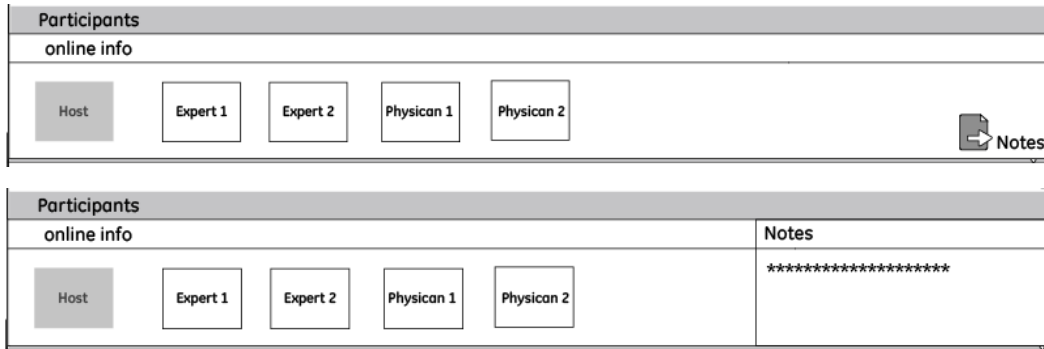 Participants
online info
Host Expert 1 Expert 2 Physican 1 Physican 2
Notes
Participants
online info Notes
********************
Host Expert 1 Expert 2 Physican 1 Physican 2